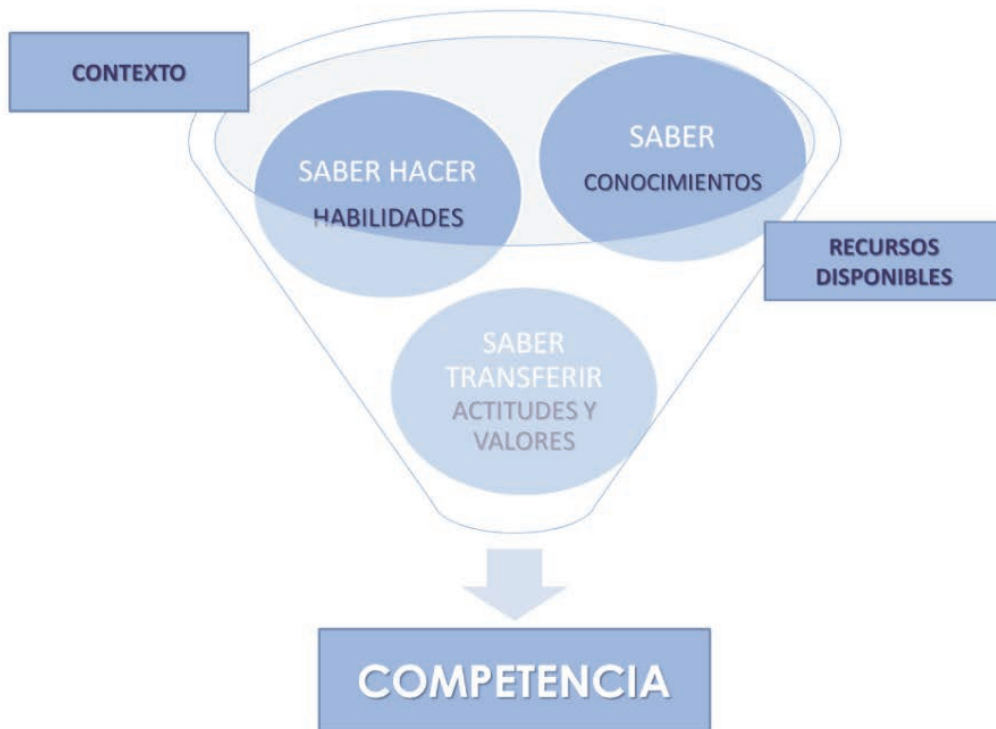 CONTEXTO
SABER HACER
HABILIDADES
SABER
CONOCIMIENTOS
RECURSOS
DISPONIBLES
SABER
TRANSFERIR
ACTITUDES Y
VALORES
COMPETENCIA